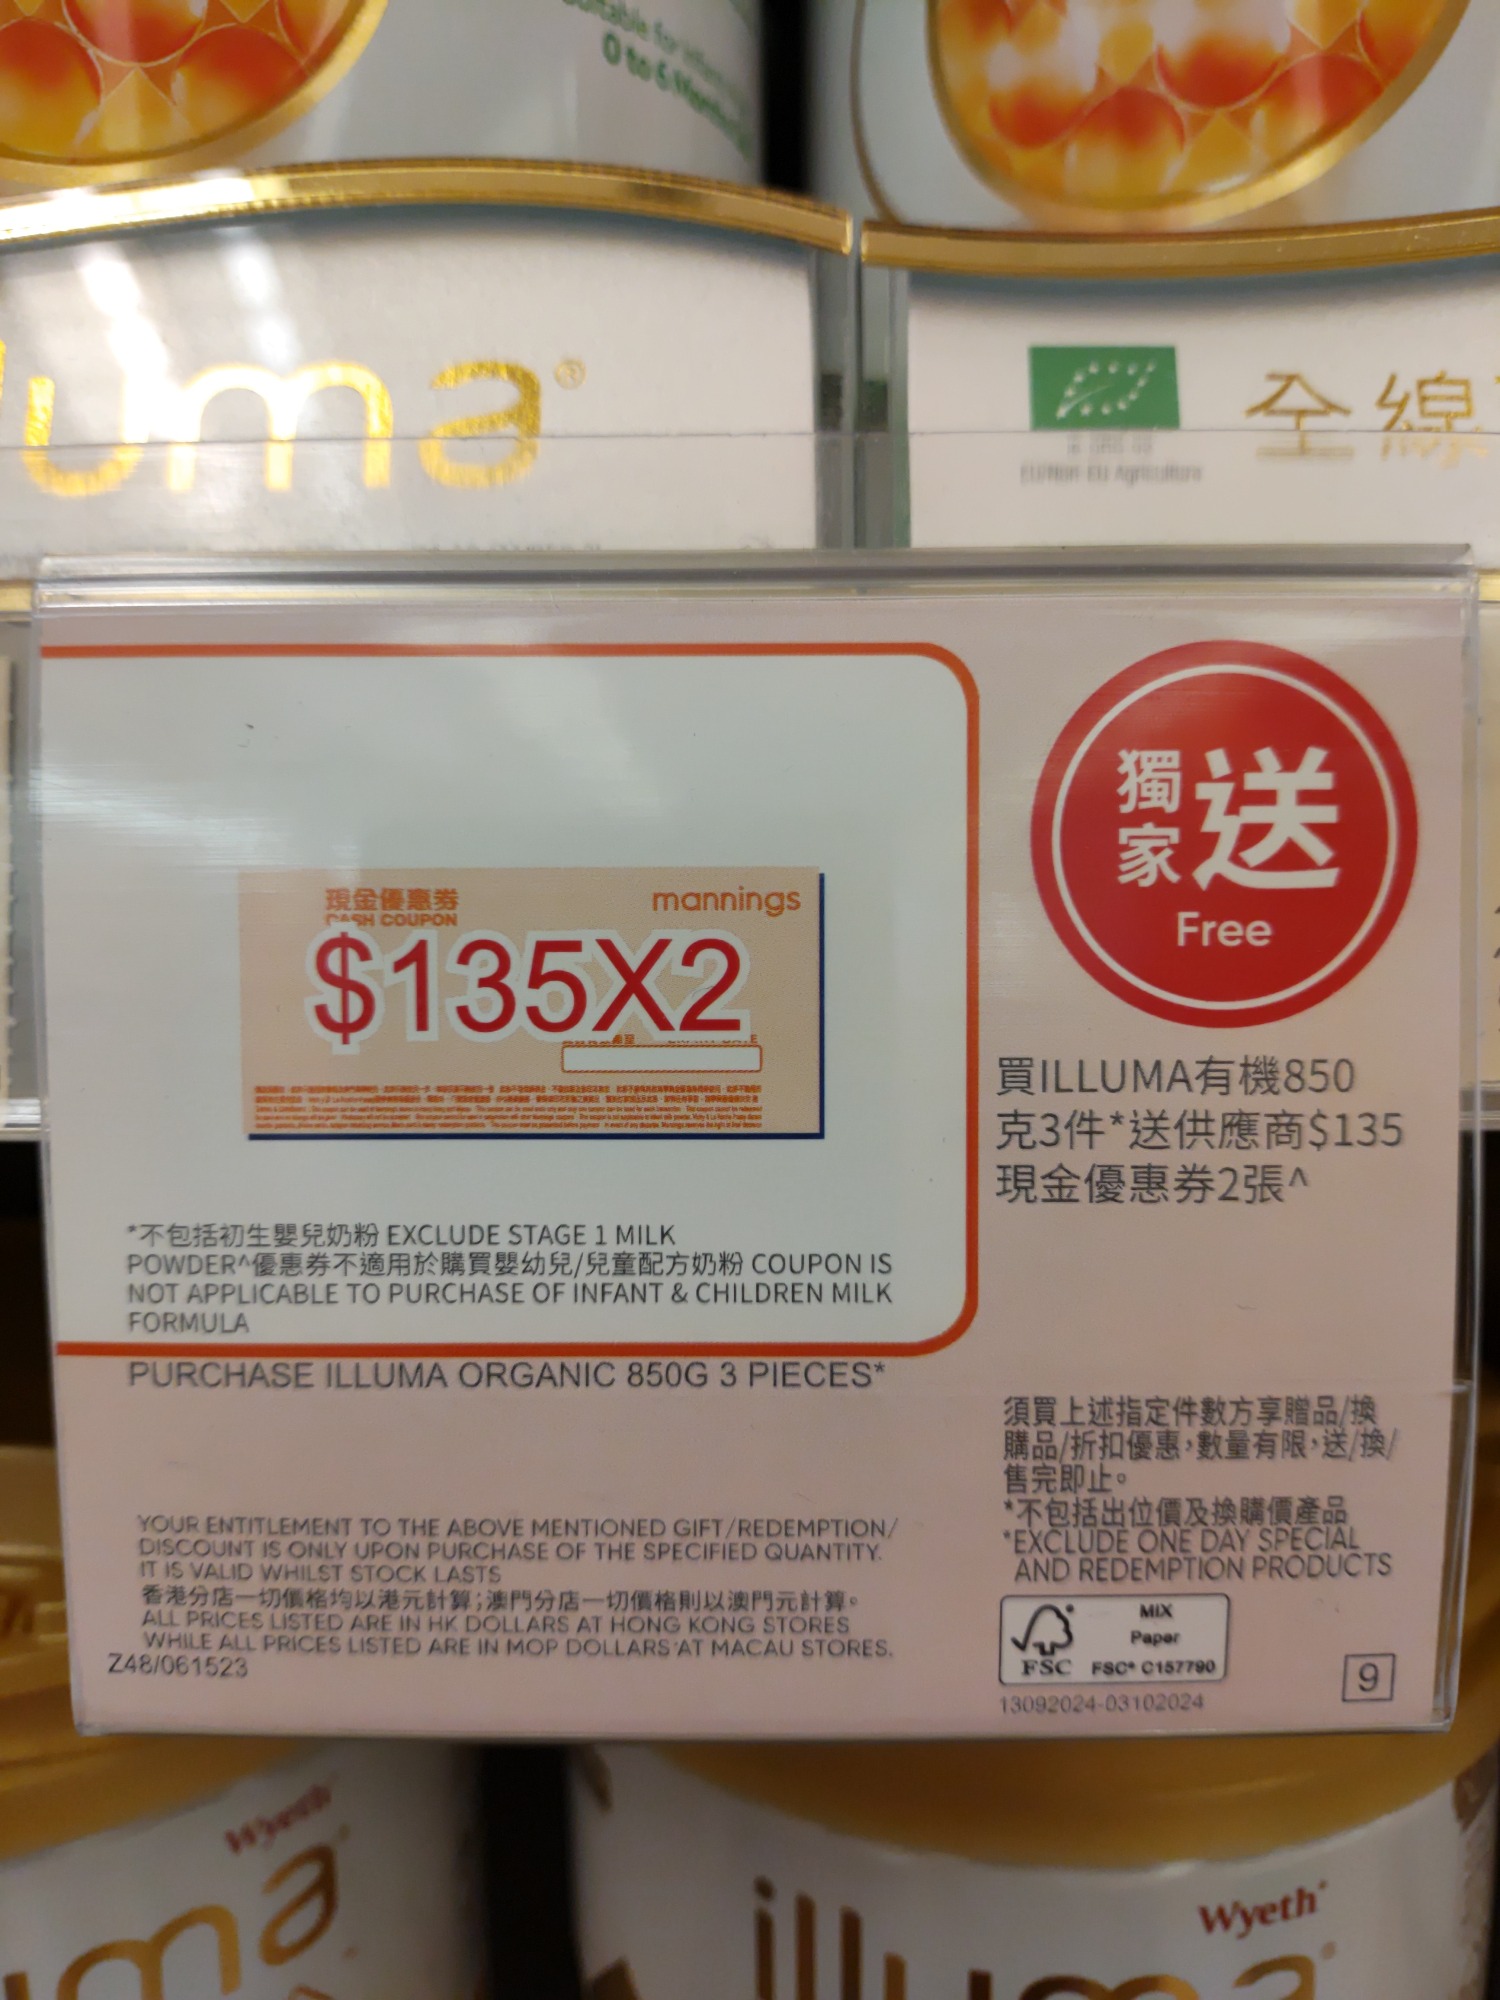 0 to 6
uma®
全線
獨家送
Free
現金優惠券
mannings
CASH COUPON
$135X2
買ILLUMA有機850
克3件*送供應商$135
現金優惠券2張^
*不包括初生嬰兒奶粉 EXCLUDE STAGE 1 MILK
POWDER^優惠券不適用於購買嬰幼兒/兒童配方奶粉 COUPON IS
NOT APPLICABLE TO PURCHASE OF INFANT & CHILDREN MILK
FORMULA
PURCHASE ILLUMA ORGANIC 850G 3 PIECES*
須買上述指定件數方享贈品/換
購品/折扣優惠,數量有限,送/換/
售完即止。
*不包括出位價及換購價產品
*EXCLUDE ONE DAY SPECIAL
AND REDEMPTION PRODUCTS
YOUR ENTITLEMENT TO THE ABOVE MENTIONED GIFT/REDEMPTION/
DISCOUNT IS ONLY UPON PURCHASE OF THE SPECIFIED QUANTITY.
IT IS VALID WHILST STOCK LASTS
香港分店一切價格均以港元計算;澳門分店一切價格則以澳門元計算。
ALL PRICES LISTED ARE IN HK DOLLARS AT HONG KONG STORES
WHILE ALL PRICES LISTED ARE IN MOP DOLLARS AT MACAU STORES.
Z48/061523
MIX
Paper
FSC FSC® C157790
13092024-03102024
9
Wyeth
uma
Wyeth
illuma